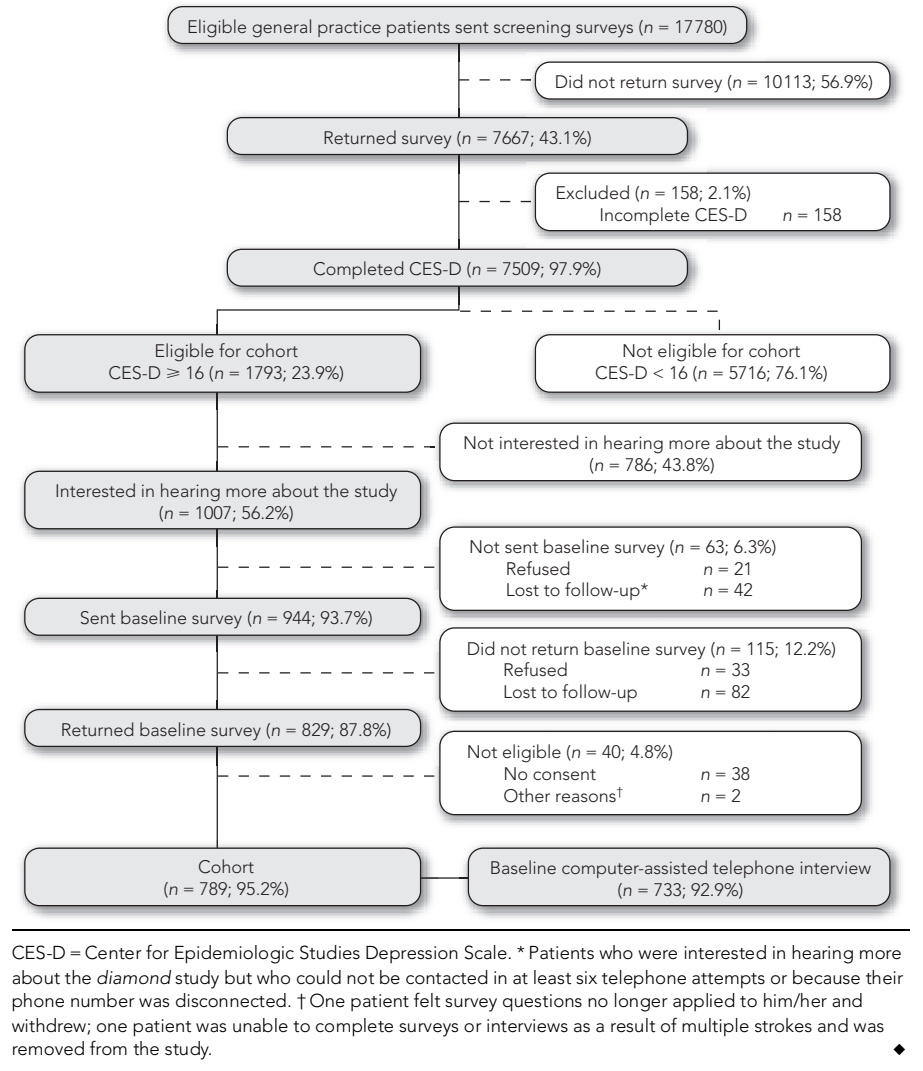 Eligible general practice patients sent screening surveys (n = 17780)
Did not return survey (n = 10113; 56.9%)
Returned survey (n = 7667; 43.1%)
Excluded (n = 158; 2.1%)
Incomplete CES-D n = 158
Completed CES-D (n = 7509; 97.9%)
Eligible for cohort
CES-D ⩾ 16 (n = 1793; 23.9%)
Not eligible for cohort
CES-D < 16 (n = 5716; 76.1%)
Not interested in hearing more about the study
(n = 786; 43.8%)
Interested in hearing more about the study
(n = 1007; 56.2%)
Not sent baseline survey (n = 63; 6.3%)
Refused n = 21
Lost to follow-up* n = 42
Sent baseline survey (n = 944; 93.7%)
Did not return baseline survey (n = 115; 12.2%)
Refused n = 33
Lost to follow-up n = 82
Returned baseline survey (n = 829; 87.8%)
Not eligible (n = 40; 4.8%)
No consent n = 38
Other reasons† n = 2
Cohort
(n = 789; 95.2%)
Baseline computer-assisted telephone interview
(n = 733; 92.9%)
CES-D = Center for Epidemiologic Studies Depression Scale. * Patients who were interested in hearing more
about the diamond study but who could not be contacted in at least six telephone attempts or because their
phone number was disconnected. † One patient felt survey questions no longer applied to him/her and
withdrew; one patient was unable to complete surveys or interviews as a result of multiple strokes and was
removed from the study. ◆